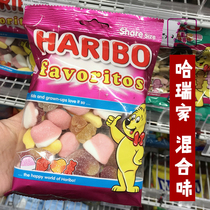 Share Size
HARIBO
favoritos
kids and grown-ups love it so...
...the happy world of Haribo!
哈瑞家 混合味